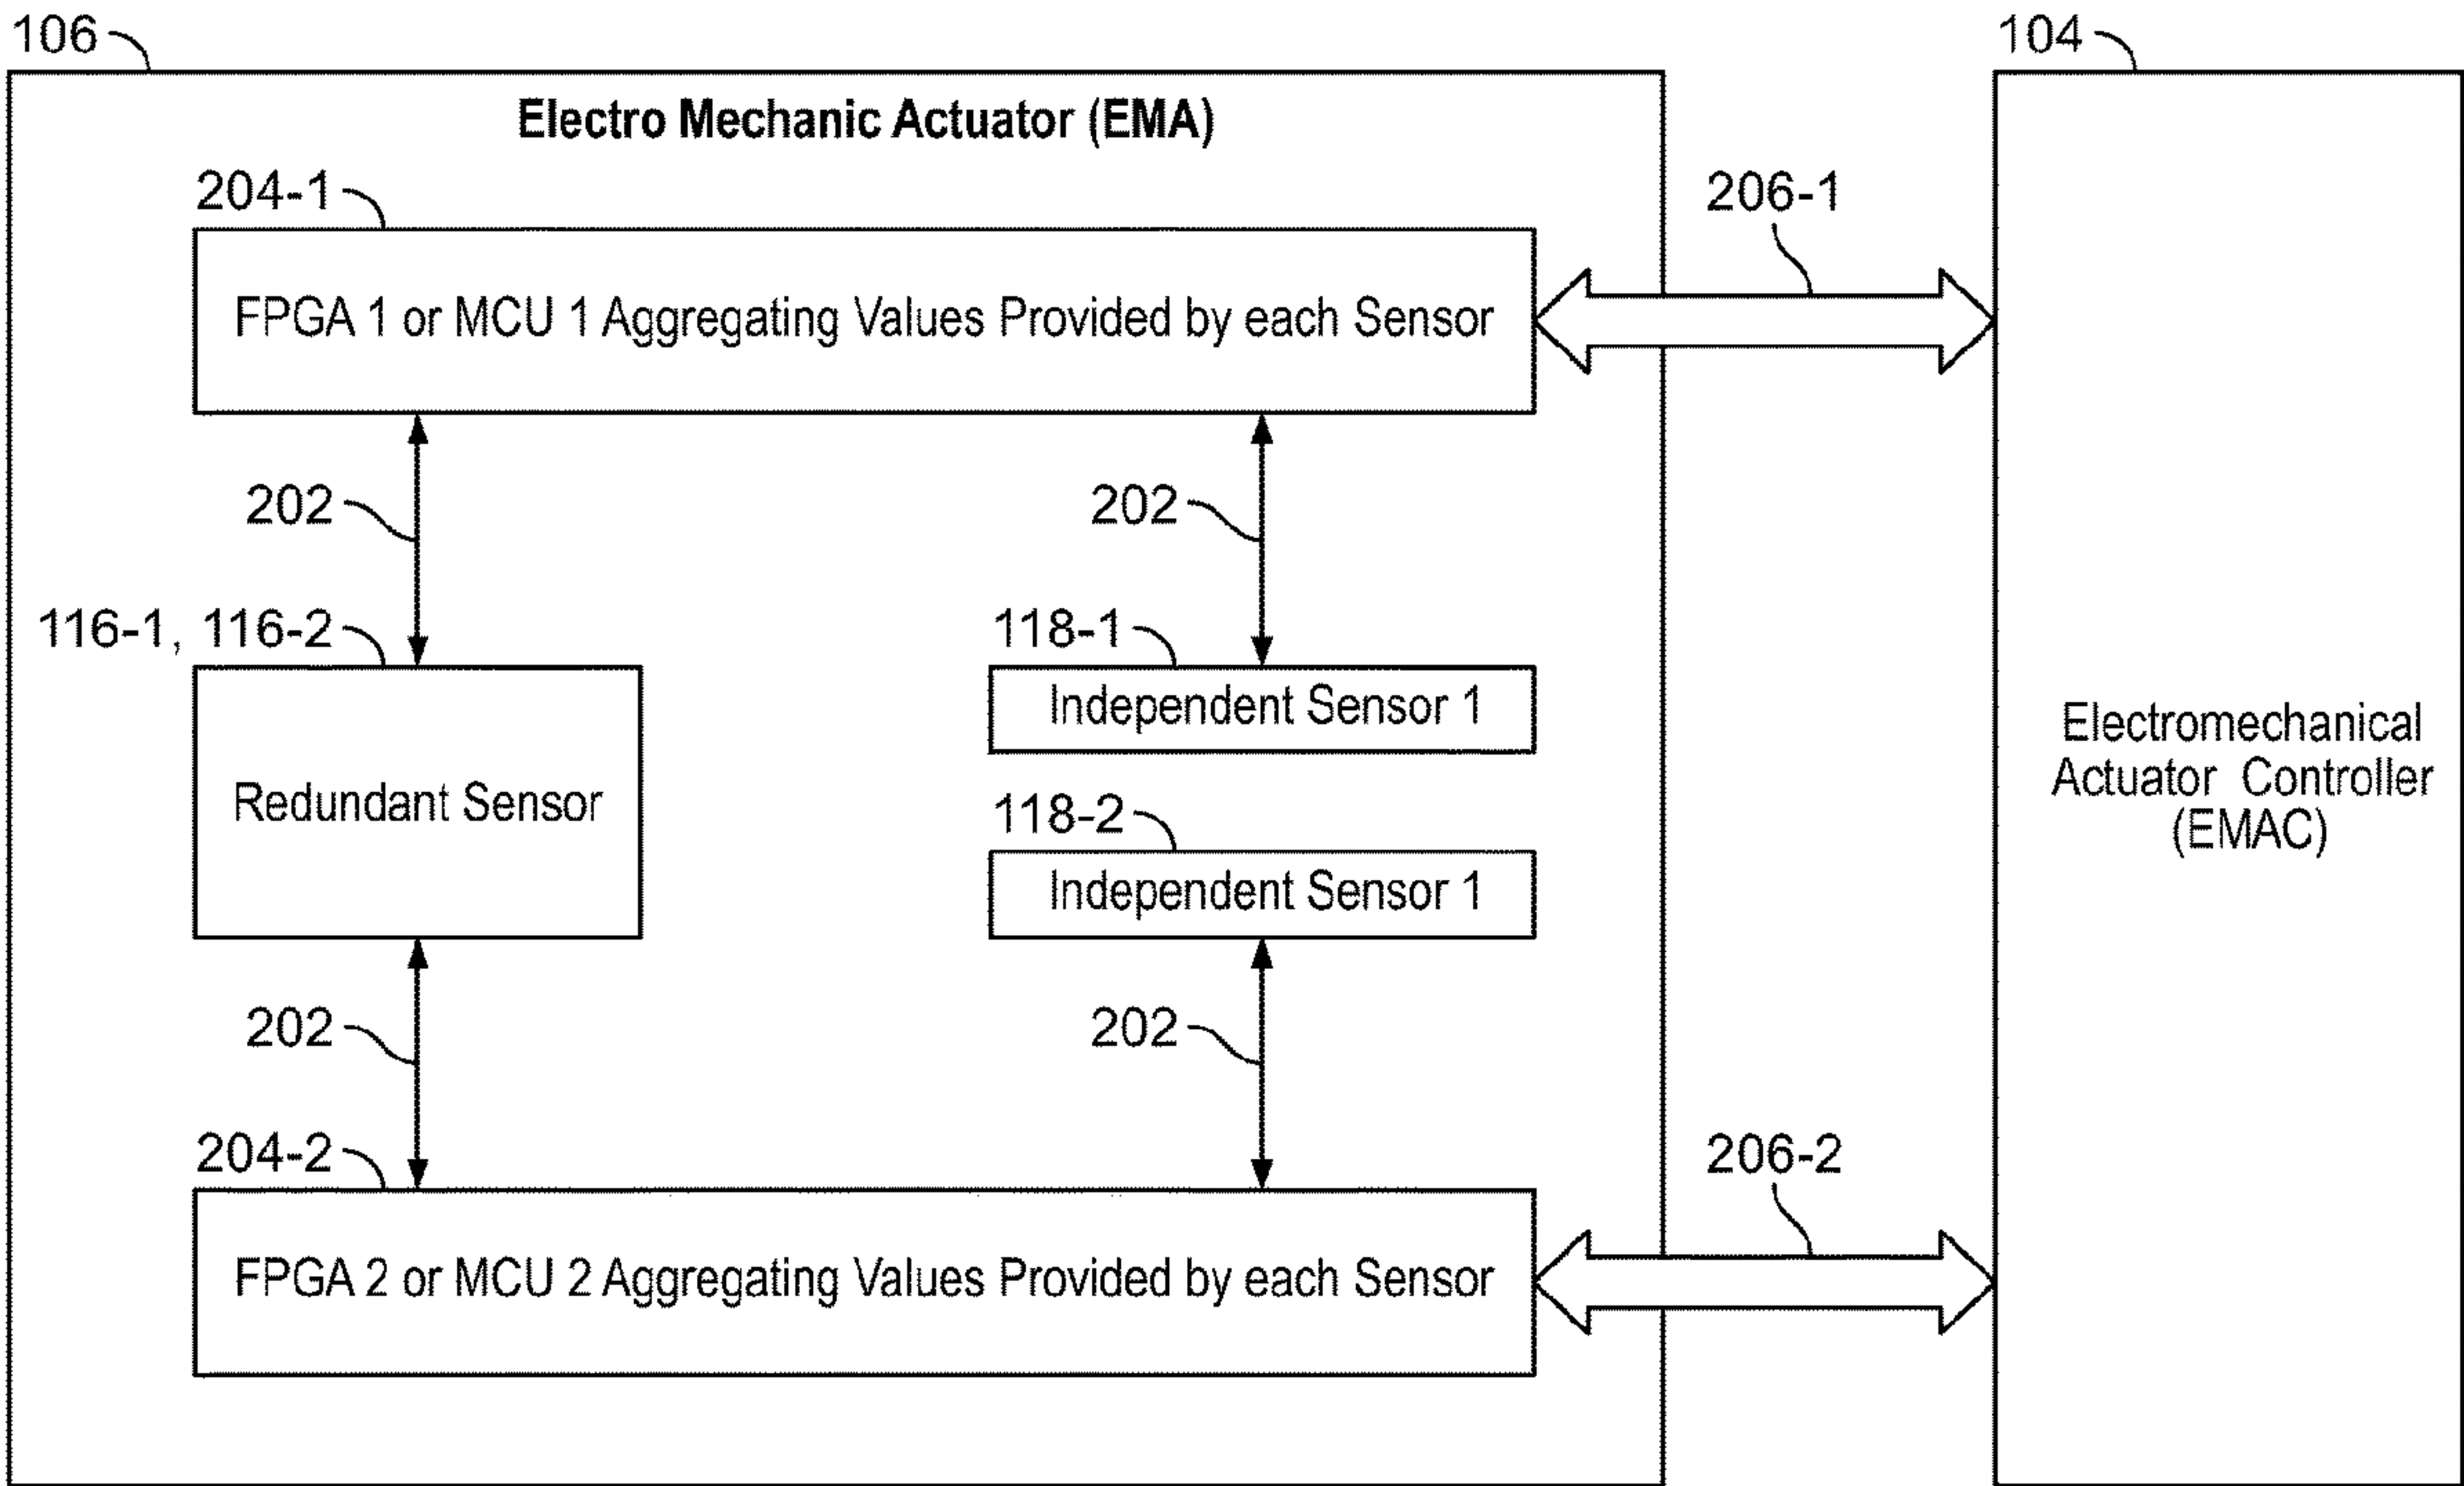 106
104
Electro Mechanic Actuator (EMA)
204-1
206-1
FPGA 1 or MCU 1 Aggregating Values Provided by each Sensor
202
202
116-1, 116-2
118-1
Independent Sensor 1
Redundant Sensor
118-2
Independent Sensor 1
Electromechanical
Actuator Controller
(EMAC)
202
202
204-2
206-2
FPGA 2 or MCU 2 Aggregating Values Provided by each Sensor